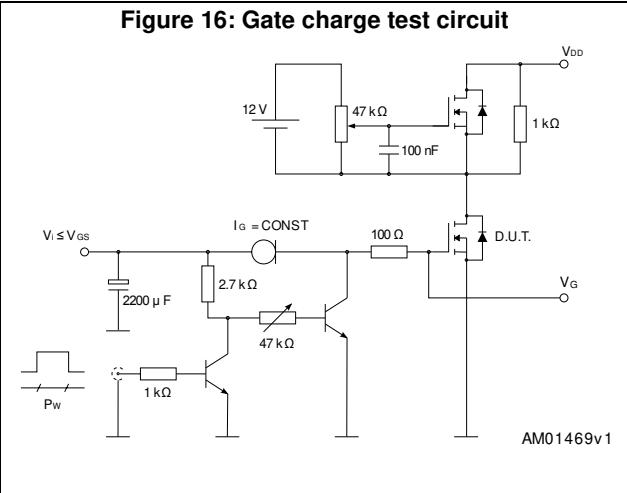 Figure 16: Gate charge test circuit
VDD
12 V
47 kΩ
1 kΩ
100 nF
Vi ≤ VGS
IG = CONST
100 Ω
D.U.T.
2.7 kΩ
VG
2200 μF
47 kΩ
1 kΩ
PW
AM01469v1